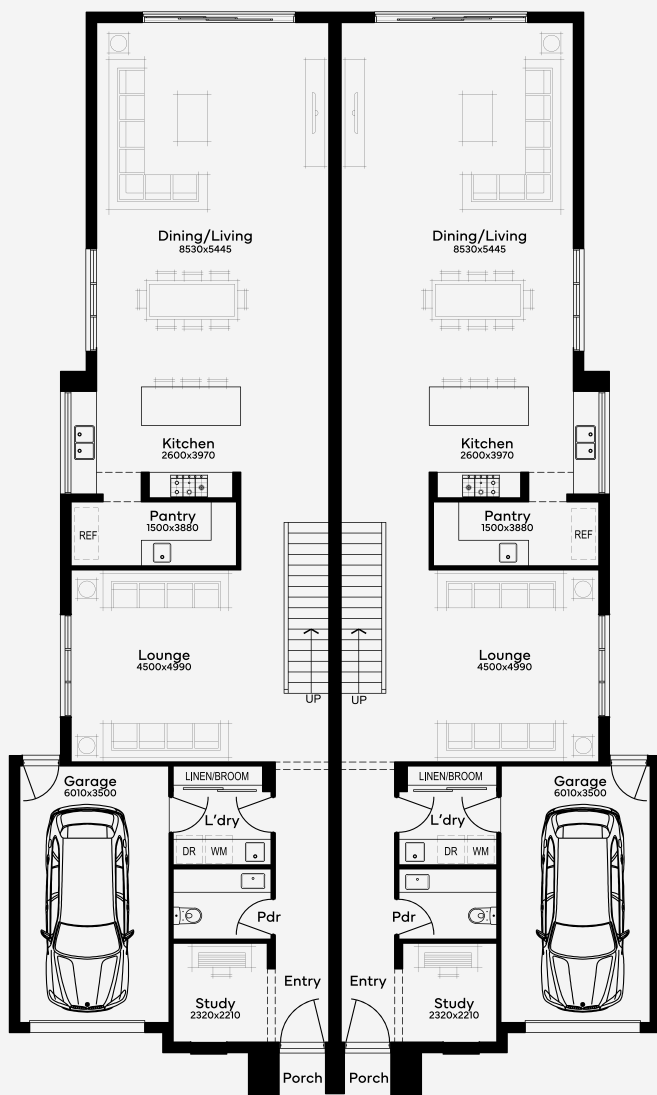 Dining/Living
8530x5445
Dining/Living
8530x5445
Kitchen
2600x3970
Kitchen
2600x3970
Pantry
1500x3880
REF
Pantry
1500x3880
REF
Lounge
4500x4990
Lounge
4500x4990
UP
UP
Garage
6010x3500
LINEN/BROOM
LINEN/BROOM
Garage
6010x3500
L'dry
L'dry
DR
WM
DR
WM
Pdr
Pdr
Entry
Entry
Study
2320x2210
Study
2320x2210
Porch
Porch